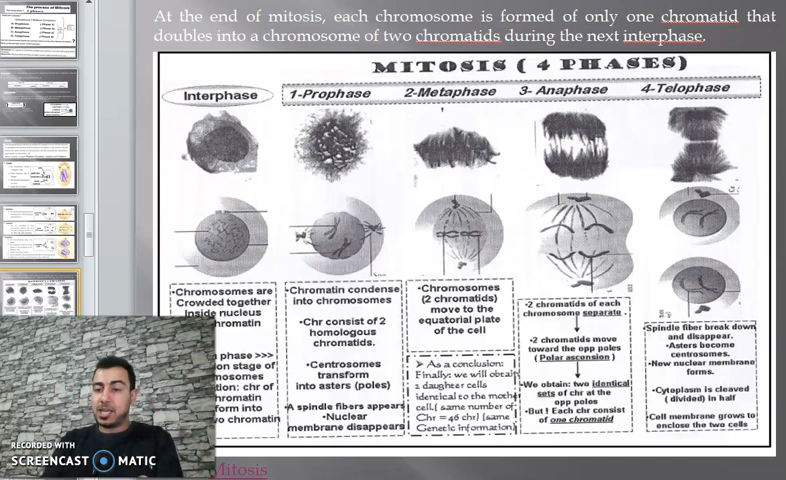 At the end of mitosis, each chromosome is formed of only one chromatid that
doubles into a chromosome of two chromatids during the next interphase.
MITOSIS ( 4 PHASES)
Interphase
1-Prophase
2-Metaphase
3- Anaphase
4-Telophase
•Chromosomes are
Crowded together
Inside nucleus
chromatin
phase >>>
on stage of
mosomes
tion: chr of
hromatid
form into
wo chromatin
•Chromatin condense
into chromosomes
•Chr consist of 2
homologous
chromatids.
•Centrosomes
transform
into asters (poles)
•A spindle fibers appears
•Nuclear
membrane disappears
•Chromosomes
(2 chromatids)
move to the
equatorial plate
of the cell
➢ As a conclusion:
Finally: we will obtain
2 daughter cells
identical to the mother
cell.( same number of
Chr = 46 chr) (same
Genetic information)
•2 chromatids of each
chromosome separate
•2 chromatids move
toward the opp poles
( Polar ascension )
•We obtain: two identical
sets of chr at the
opp poles
•But ! Each chr consist
of one chromatid
•Spindle fiber break down
and disappear.
•Asters become
centrosomes.
•New nuclear membrane
forms.
•Cytoplasm is cleaved
( divided) in half
•Cell membrane grows to
enclose the two cells
Mitosis
RECORDED WITH
SCREENCAST MATIC